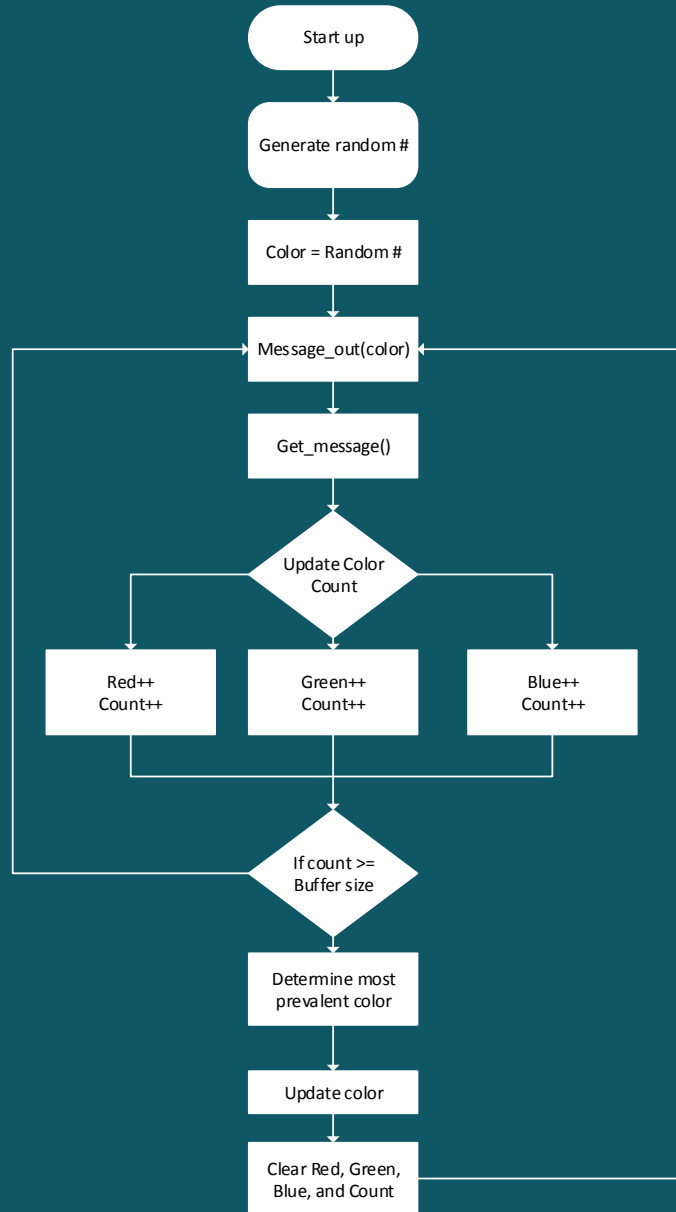 Start up
Generate random #
Color = Random #
Message_out(color)
Get_message()
Update Color
Count
Red++
Count++
Green++
Count++
Blue++
Count++
If count >=
Buffer size
Determine most
prevalent color
Update color
Clear Red, Green,
Blue, and Count